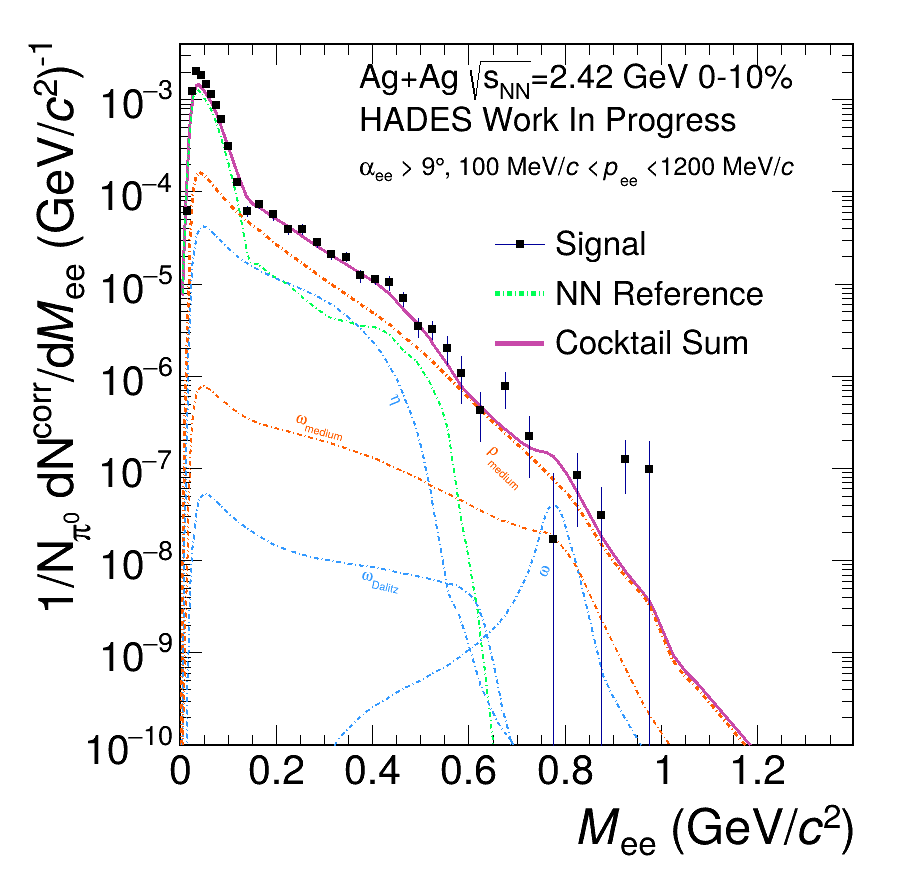 1/Nπ0 dNcorr/dMee (GeV/c2)-1
Ag+Ag √sNN=2.42 GeV 0-10%
HADES Work In Progress
αee > 9°, 100 MeV/c <pee <1200 MeV/c
Signal
NN Reference
Cocktail Sum
η
ωmedium
ρmedium
ωDalitz
ω
10−3
10−4
10−5
10−6
10−7
10−8
10−9
10−10
0 0.2 0.4 0.6 0.8 1 1.2
Mee (GeV/c2)